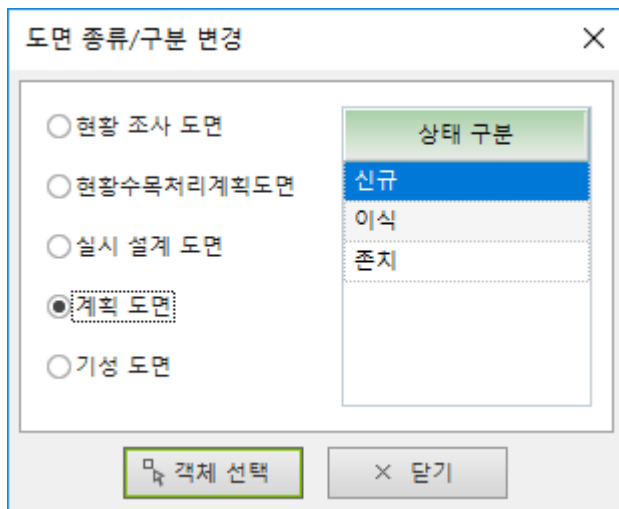 도면 종류/구분 변경
현황 조사 도면
현황수목처리계획도면
실시 설계 도면
계획 도면
기성 도면
상태 구분
신규
이식
존치
객체 선택
닫기